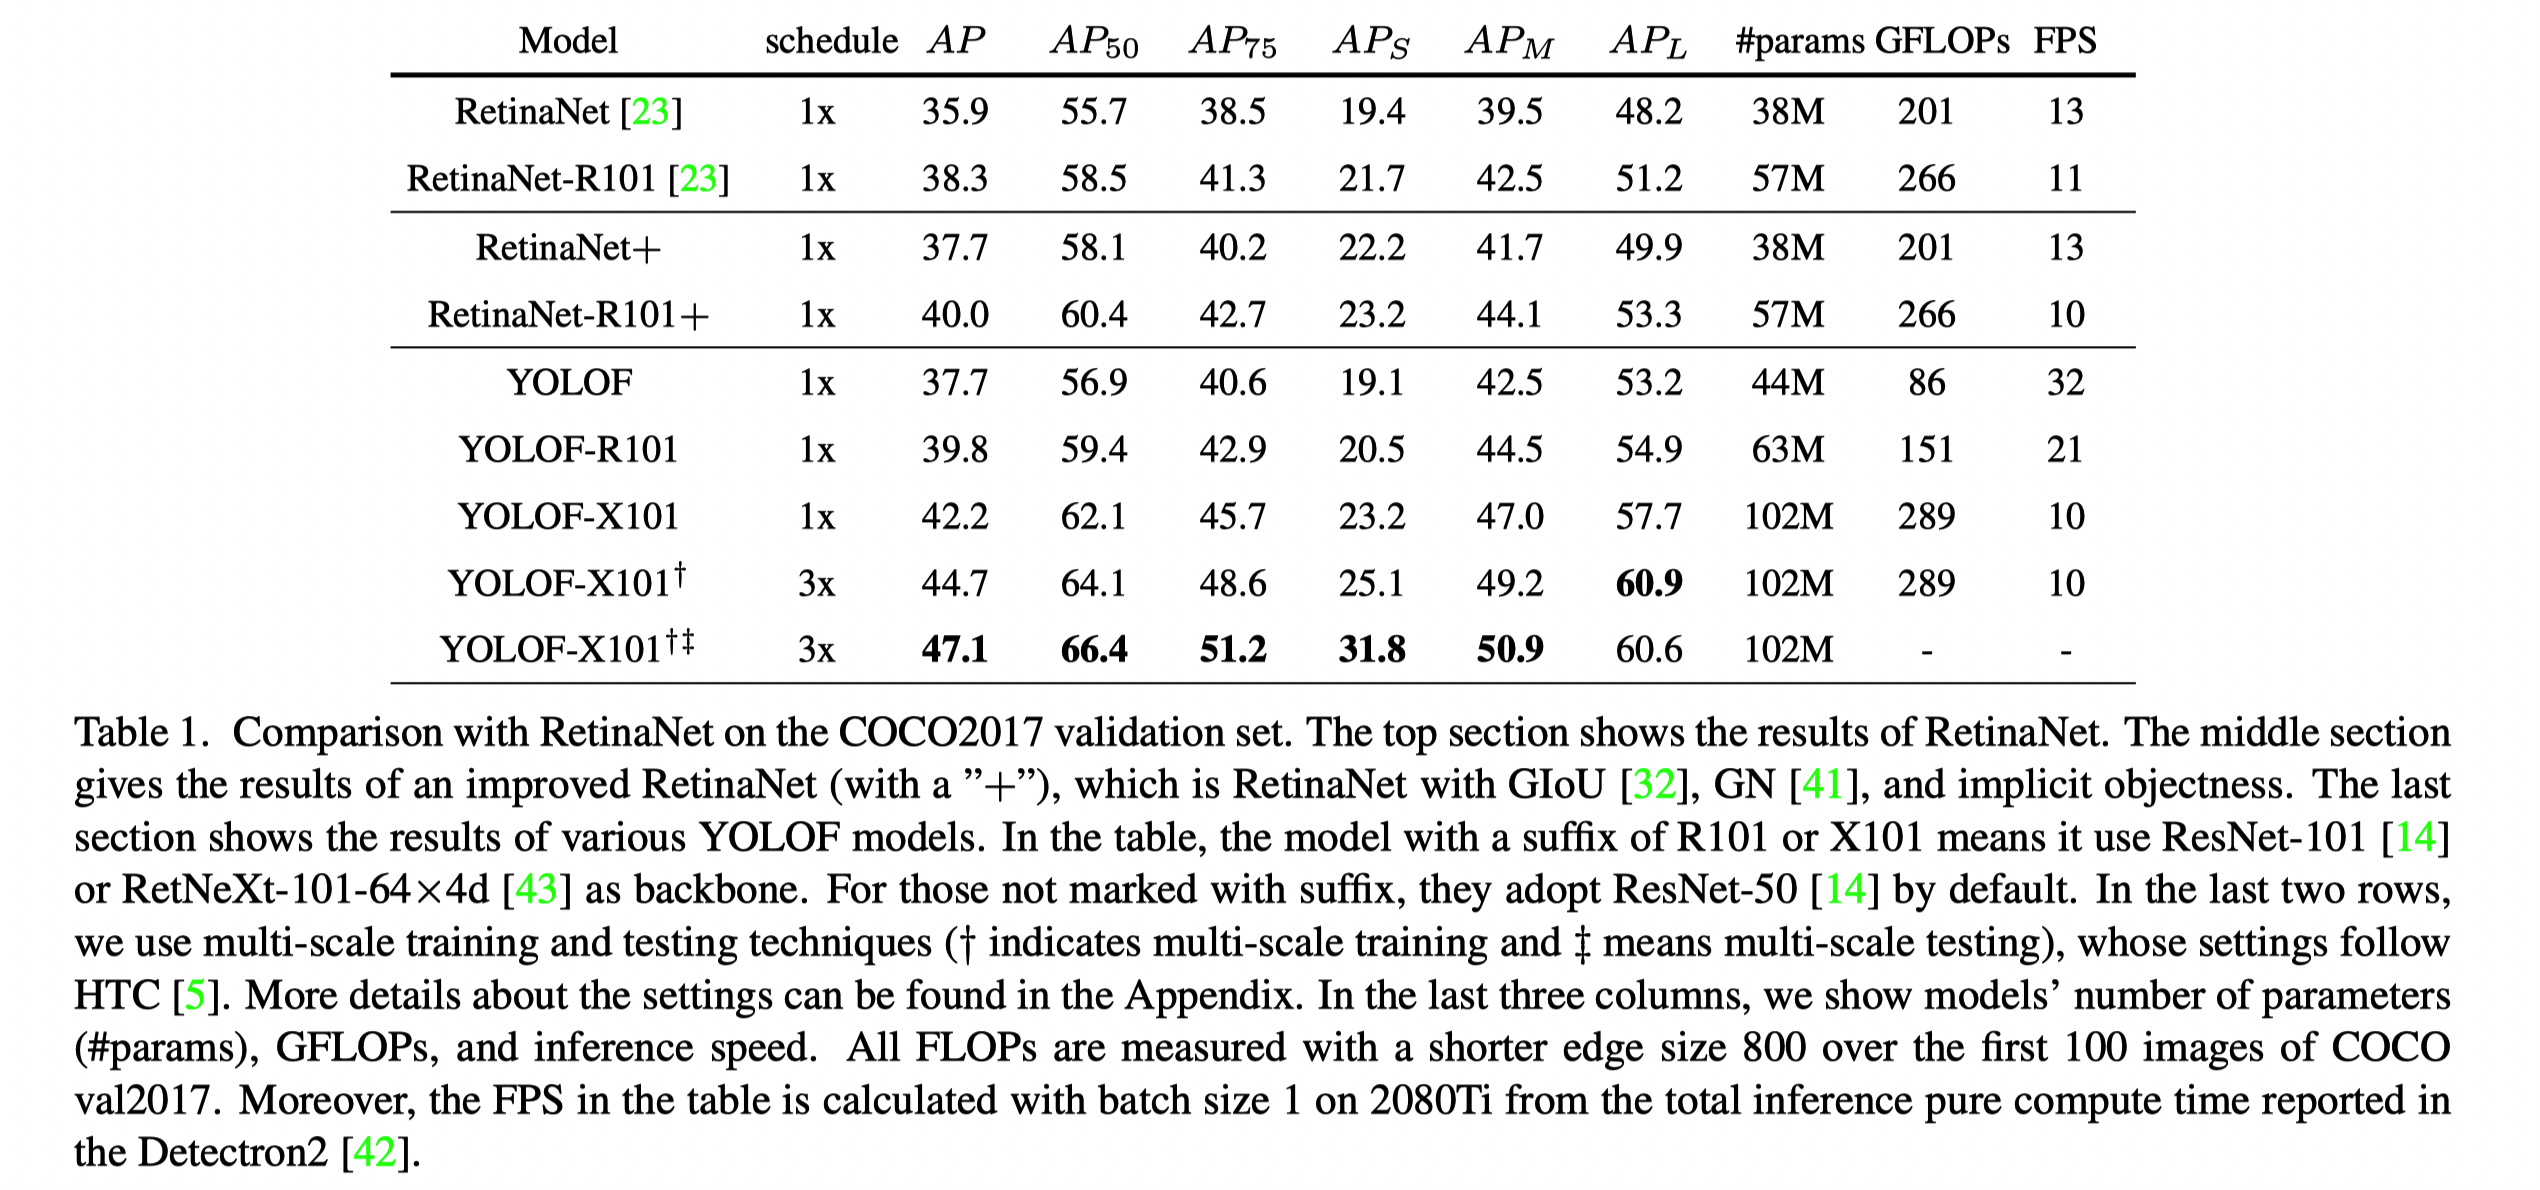 Model schedule AP AP50 AP75 APS APM APL #params GFLOPs FPS
RetinaNet [23] 1x 35.9 55.7 38.5 19.4 39.5 48.2 38M 201 13
RetinaNet-R101 [23] 1x 38.3 58.5 41.3 21.7 42.5 51.2 57M 266 11
RetinaNet+ 1x 37.7 58.1 40.2 22.2 41.7 49.9 38M 201 13
RetinaNet-R101+ 1x 40.0 60.4 42.7 23.2 44.1 53.3 57M 266 10
YOLOF 1x 37.7 56.9 40.6 19.1 42.5 53.2 44M 86 32
YOLOF-R101 1x 39.8 59.4 42.9 20.5 44.5 54.9 63M 151 21
YOLOF-X101 1x 42.2 62.1 45.7 23.2 47.0 57.7 102M 289 10
YOLOF-X101† 3x 44.7 64.1 48.6 25.1 49.2 60.9 102M 289 10
YOLOF-X101†‡ 3x 47.1 66.4 51.2 31.8 50.9 60.6 102M - -
Table 1. Comparison with RetinaNet on the COCO2017 validation set. The top section shows the results of RetinaNet. The middle section
gives the results of an improved RetinaNet (with a ”+”), which is RetinaNet with GIoU [32], GN [41], and implicit objectness. The last
section shows the results of various YOLOF models. In the table, the model with a suffix of R101 or X101 means it use ResNet-101 [14]
or RetNeXt-101-64×4d [43] as backbone. For those not marked with suffix, they adopt ResNet-50 [14] by default. In the last two rows,
we use multi-scale training and testing techniques († indicates multi-scale training and ‡ means multi-scale testing), whose settings follow
HTC [5]. More details about the settings can be found in the Appendix. In the last three columns, we show models’ number of parameters
(#params), GFLOPs, and inference speed. All FLOPs are measured with a shorter edge size 800 over the first 100 images of COCO
val2017. Moreover, the FPS in the table is calculated with batch size 1 on 2080Ti from the total inference pure compute time reported in
the Detectron2 [42].